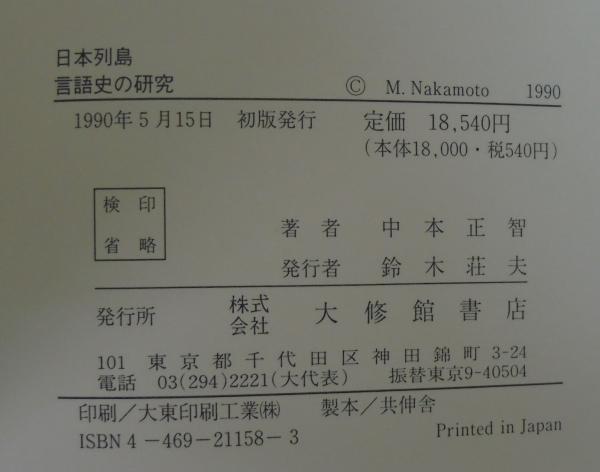 日本列島
言語史の研究
Ⓒ M. Nakamoto 1990
1990年5月15日 初版発行 定価 18,540円
(本体18,000・税540円)
検印
省略
著者 中本正智
発行者 鈴木荘夫
発行所 株式会社 大修館書店
101 東京都千代田区神田錦町3-24
電話 03(294)2221(大代表) 振替東京9-40504
印刷／大東印刷工業㈱ 製本／共伸舎
ISBN4-469-21158-3 Printed in Japan